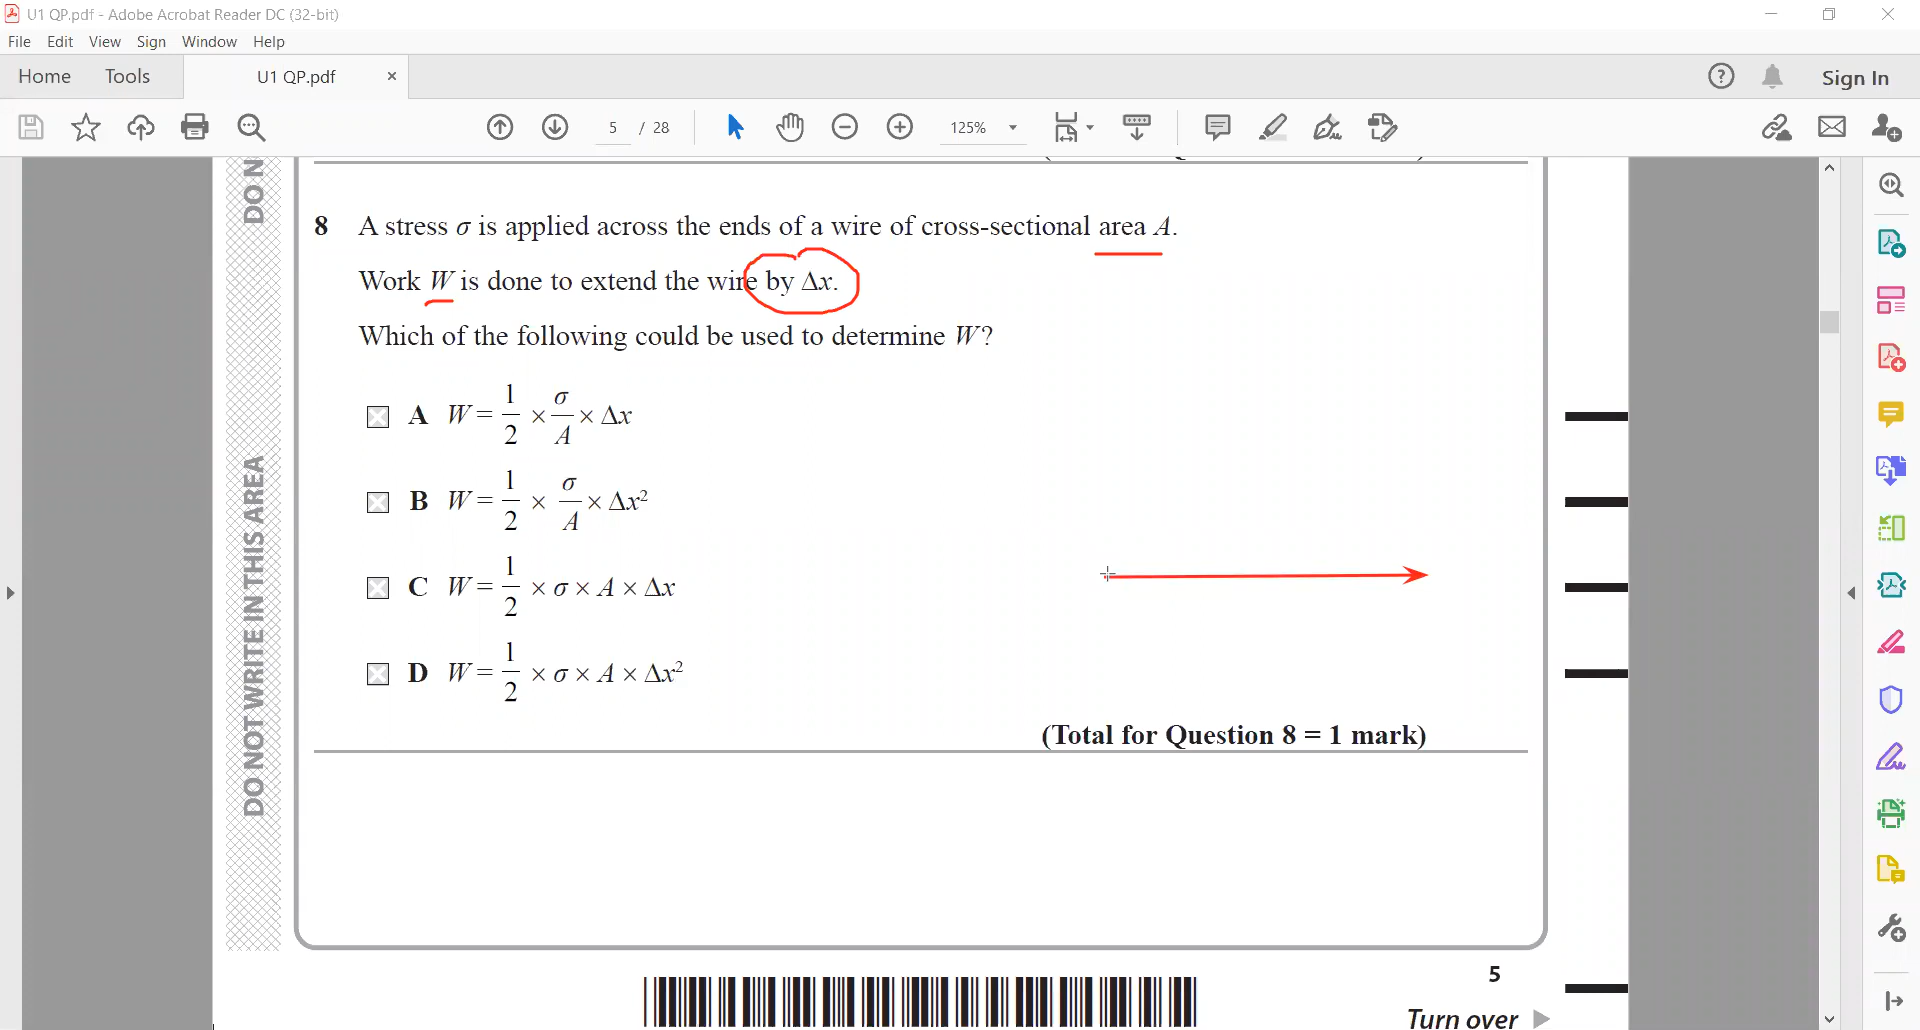 U1 QP.pdf - Adobe Acrobat Reader DC (32-bit)
File Edit View Sign Window Help
Home Tools U1 QP.pdf × ? Sign In
5 / 28 125%
DO N
8 A stress σ is applied across the ends of a wire of cross-sectional area A.
Work W is done to extend the wire by Δx.
Which of the following could be used to determine W?
A W = 1/2 × σ/A × Δx
B W = 1/2 × σ/A × Δx²
C W = 1/2 × σ × A × Δx
D W = 1/2 × σ × A × Δx²
(Total for Question 8 = 1 mark)
DO NOT WRITE IN THIS AREA
5
Turn over